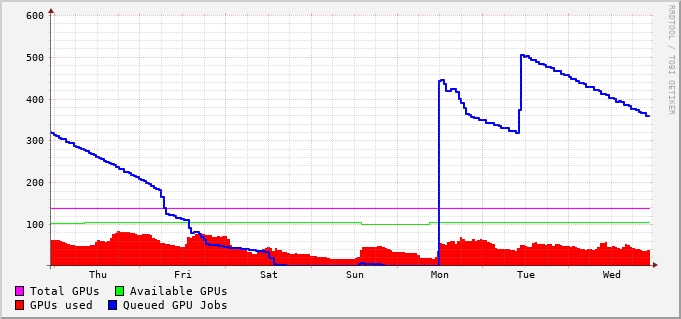 600
500
400
300
200
100
Thu Fri Sat Sun Mon Tue Wed
Total GPUs Available GPUs
GPUs used Queued GPU Jobs
RRDTOOL / TOBI OETIKER